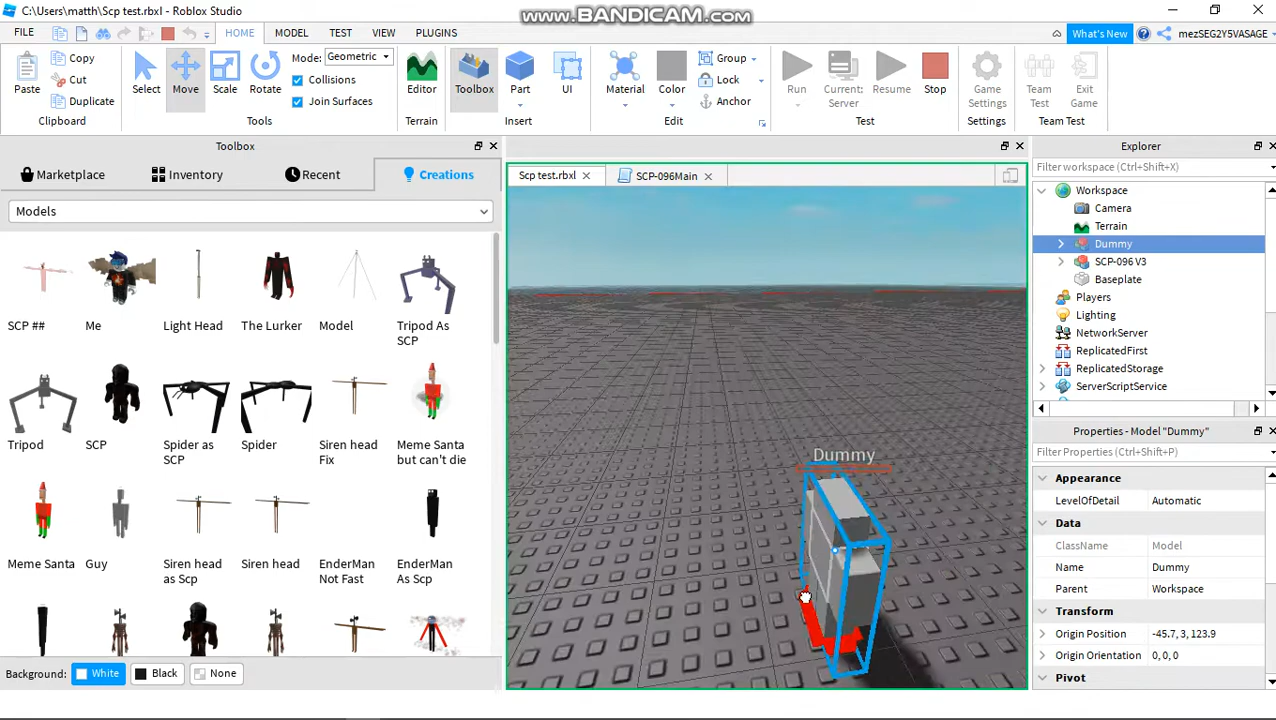 C:\Users\matth\Scp test.rbxl - Roblox Studio
www.BANDICAM.com
FILE
HOME
MODEL
TEST
VIEW
PLUGINS
What's New
mezSEG2Y5VASAGE
Paste
Copy
Cut
Duplicate
Clipboard
Select
Move
Scale
Rotate
Mode: Geometric
Collisions
Join Surfaces
Tools
Editor
Terrain
Toolbox
Part
UI
Insert
Material
Color
Group
Lock
Anchor
Edit
Run
Current:
Server
Resume
Stop
Test
Game
Settings
Settings
Team
Test
Exit
Game
Team Test
Toolbox
Marketplace
Inventory
Recent
Creations
Models
SCP ##
Me
Light Head
The Lurker
Model
Tripod As
SCP
Tripod
SCP
Spider as
SCP
Spider
Siren head
Fix
Meme Santa
but can't die
Meme Santa
Guy
Siren head
as Scp
Siren head
EnderMan
Not Fast
EnderMan
As Scp
Background:
White
Black
None
Scp test.rbxl
SCP-096Main
Dummy
Explorer
Filter workspace (Ctrl+Shift+X)
Workspace
Camera
Terrain
Dummy
SCP-096 V3
Baseplate
Players
Lighting
NetworkServer
ReplicatedFirst
ReplicatedStorage
ServerScriptService
Properties - Model "Dummy"
Filter Properties (Ctrl+Shift+P)
Appearance
LevelOfDetail Automatic
Data
ClassName Model
Name Dummy
Parent Workspace
Transform
Origin Position -45.7, 3, 123.9
Origin Orientation 0, 0, 0
Pivot